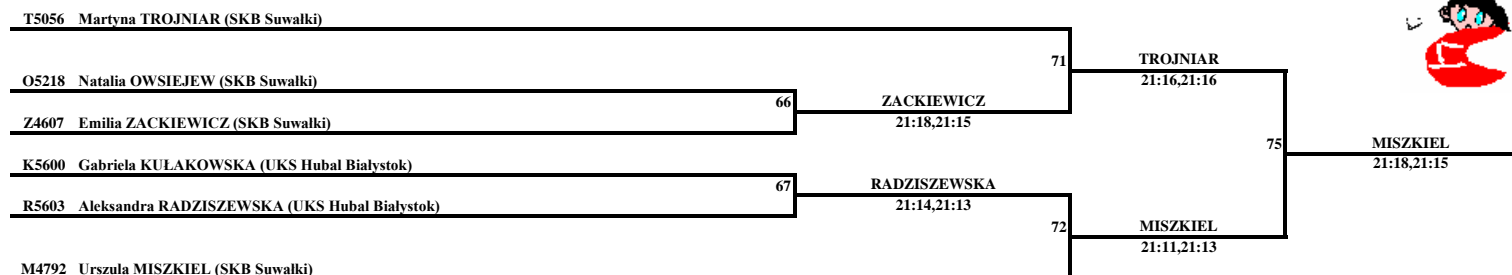 T5056 Martyna TROJNIAR (SKB Suwałki)
71
TROJNIAR
21:16,21:16
O5218 Natalia OWSIEJEW (SKB Suwałki)
66
ZACKIEWICZ
21:18,21:15
Z4607 Emilia ZACKIEWICZ (SKB Suwałki)
75
MISZKIEL
21:18,21:15
K5600 Gabriela KUŁAKOWSKA (UKS Hubal Białystok)
67
RADZISZEWSKA
21:14,21:13
R5603 Aleksandra RADZISZEWSKA (UKS Hubal Białystok)
72
MISZKIEL
21:11,21:13
M4792 Urszula MISZKIEL (SKB Suwałki)